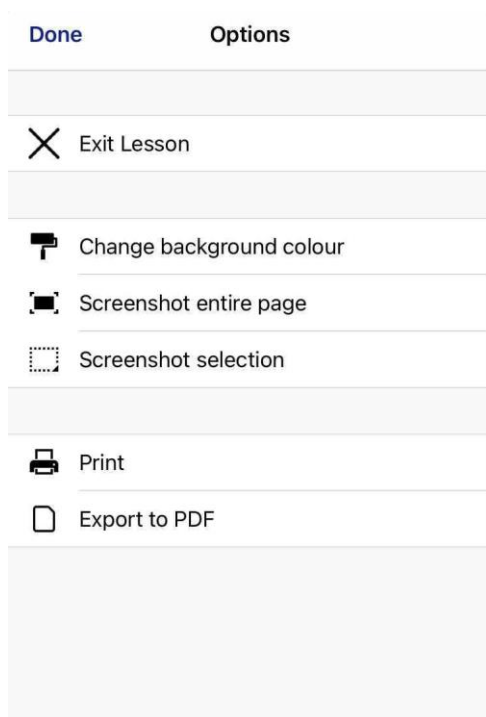 Done Options
Exit Lesson
Change background colour
Screenshot entire page
Screenshot selection
Print
Export to PDF